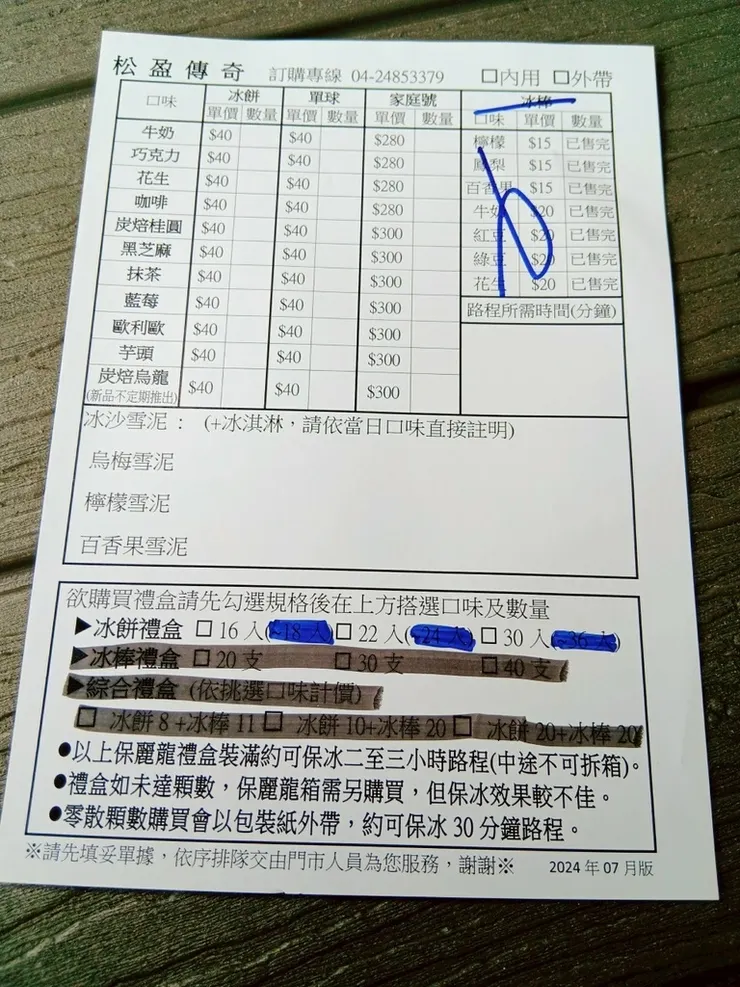 松盈傳奇 訂購專線 04-24853379 □內用 □外帶
口味 冰餅 單球 家庭號 冰棒
單價 數量 單價 數量 單價 數量 口味 單價 數量
牛奶 $40 $40 $280 檸檬 $15 已售完
巧克力 $40 $40 $280 鳳梨 $15 已售完
花生 $40 $40 $280 百香果 $15 已售完
咖啡 $40 $40 $280 牛奶 $20 已售完
炭焙桂圓 $40 $40 $300 紅豆 $20 已售完
黑芝麻 $40 $40 $300 綠豆 $20 已售完
抹茶 $40 $40 $300 花生 $20 已售完
藍莓 $40 $40 $300 路程所需時間(分鐘)
歐利歐 $40 $40 $300
芋頭 $40 $40 $300
炭焙烏龍 $40 $40 $300
(新品不定期推出)
冰沙雪泥： (+冰淇淋，請依當日口味直接註明)
烏梅雪泥
檸檬雪泥
百香果雪泥
欲購買禮盒請先勾選規格後在上方搭選口味及數量
▶冰餅禮盒 □ 16 入(~18 入) □ 22 入(~24 入) □ 30 入(~36 入)
▶冰棒禮盒 □ 20 支 □ 30 支 □ 40 支
▶綜合禮盒 (依挑選口味計價)
□ 冰餅 8+冰棒 11 □ 冰餅 10+冰棒 20 □ 冰餅 20+冰棒 20
●以上保麗龍禮盒裝滿約可保冰二至三小時路程(中途不可拆箱)。
●禮盒如未達顆數，保麗龍箱需另購買，但保冰效果較不佳。
●零散顆數購買會以包裝紙外帶，約可保冰 30 分鐘路程。
※請先填妥單據，依序排隊交由門市人員為您服務，謝謝※ 2024 年 07 月版